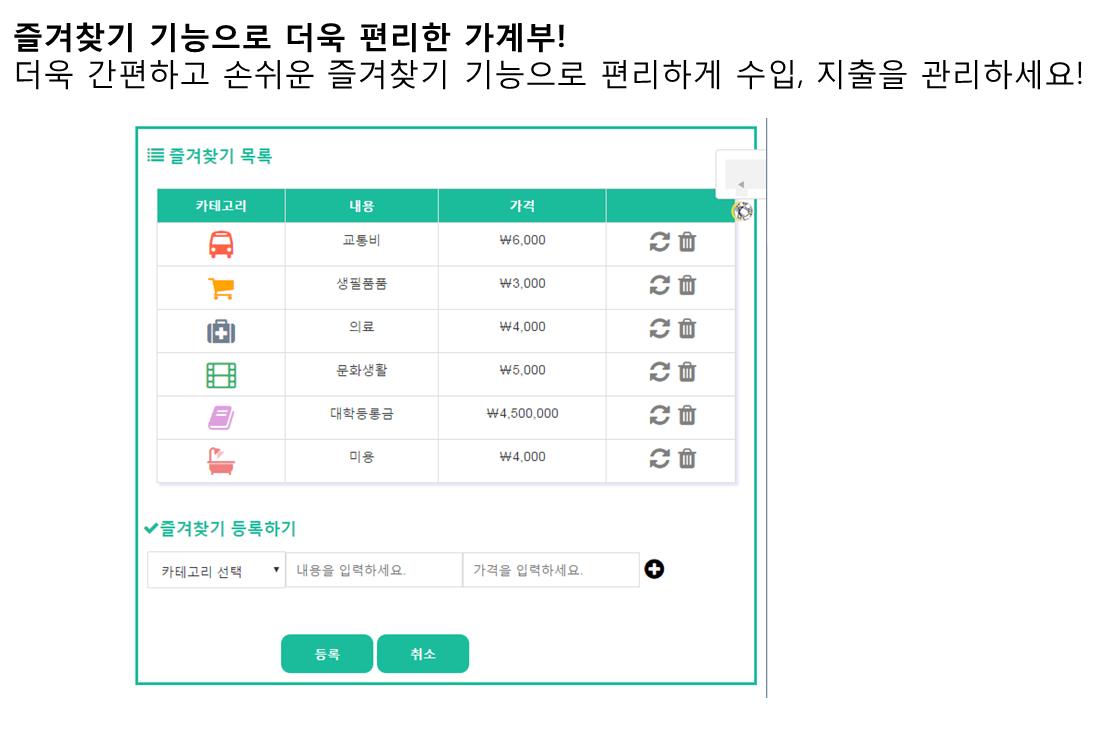 즐겨찾기 기능으로 더욱 편리한 가계부!
더욱 간편하고 손쉬운 즐겨찾기 기능으로 편리하게 수입, 지출을 관리하세요!
즐겨찾기 목록
카테고리 내용 가격
교통비 ₩6,000
생필품품 ₩3,000
의료 ₩4,000
문화생활 ₩5,000
대학등록금 ₩4,500,000
미용 ₩4,000
즐겨찾기 등록하기
카테고리 선택 내용을 입력하세요. 가격을 입력하세요.
등록 취소